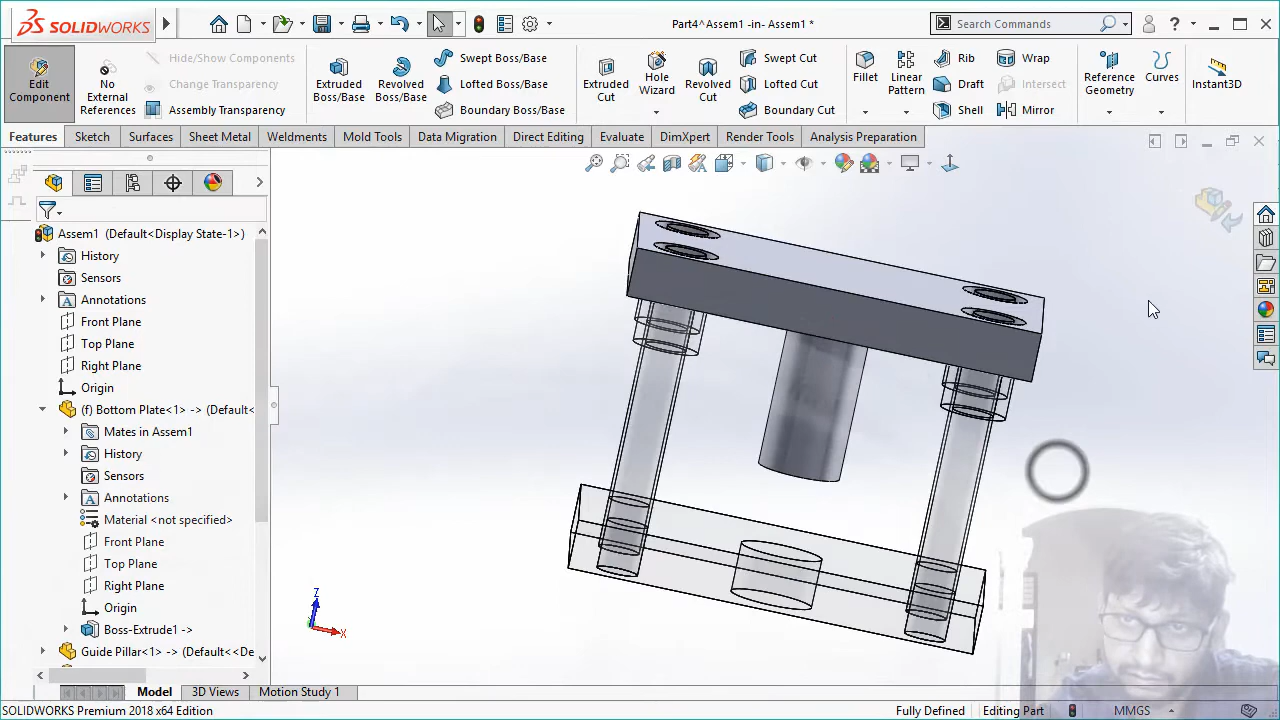 SOLIDWORKS
Part4^Assem1 -in- Assem1 *
Search Commands
Edit Component
No External References
Hide/Show Components
Change Transparency
Assembly Transparency
Extruded Boss/Base
Revolved Boss/Base
Swept Boss/Base
Lofted Boss/Base
Boundary Boss/Base
Extruded Cut
Hole Wizard
Revolved Cut
Swept Cut
Lofted Cut
Boundary Cut
Fillet
Linear Pattern
Rib
Draft
Shell
Wrap
Intersect
Mirror
Reference Geometry
Curves
Instant3D
Features Sketch Surfaces Sheet Metal Weldments Mold Tools Data Migration Direct Editing Evaluate DimXpert Render Tools Analysis Preparation
Assem1 (Default<Display State-1>)
History
Sensors
Annotations
Front Plane
Top Plane
Right Plane
Origin
(f) Bottom Plate<1> -> (Default<
Mates in Assem1
History
Sensors
Annotations
Material <not specified>
Front Plane
Top Plane
Right Plane
Origin
Boss-Extrude1 ->
Guide Pillar<1> -> (Default<<De
Z
X
Model 3D Views Motion Study 1
SOLIDWORKS Premium 2018 x64 Edition
Fully Defined
Editing Part
MMGS